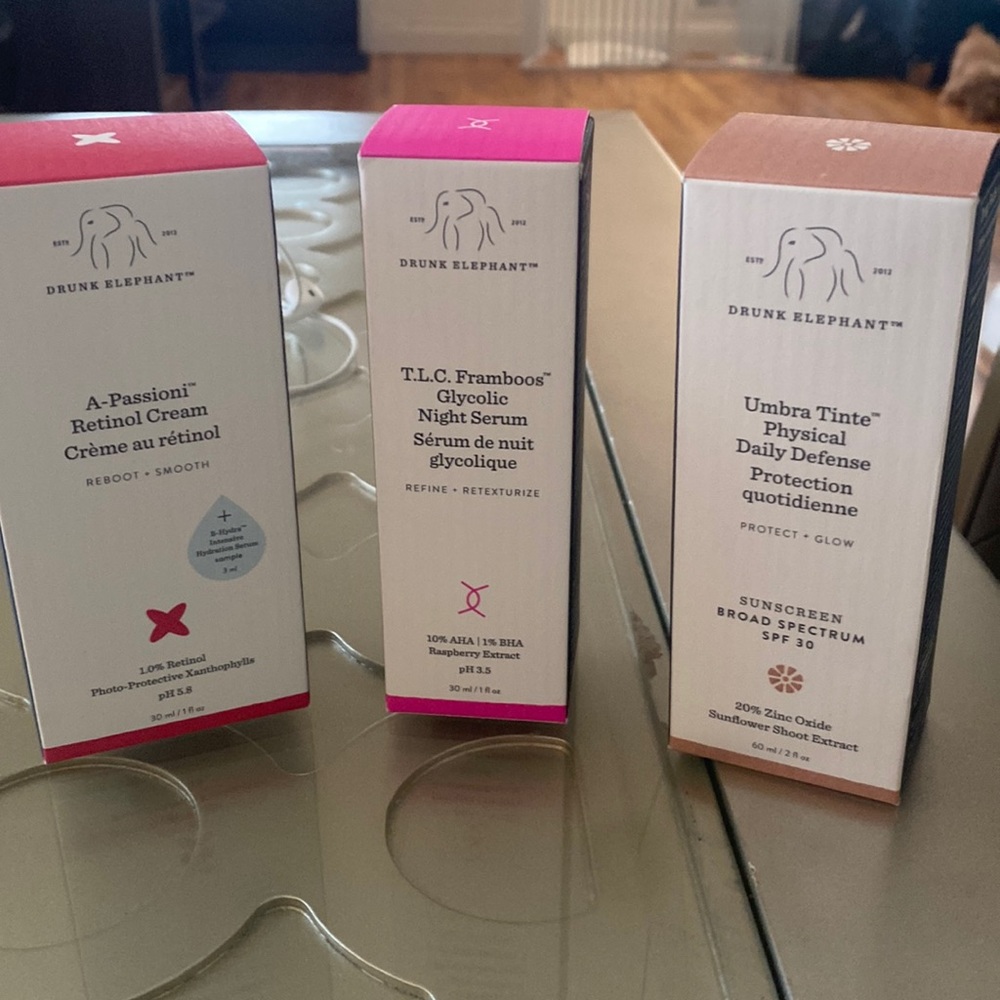 ESTD 2012
DRUNK ELEPHANT™
A-Passioni™
Retinol Cream
Crème au rétinol
REBOOT + SMOOTH
+
B-Hydra™
Intensive
Hydration Serum
sample
3 ml
1.0% Retinol
Photo-Protective Xanthophylls
pH 5.8
30 ml / 1 fl oz
ESTD 2012
DRUNK ELEPHANT™
T.L.C. Framboos™
Glycolic
Night Serum
Sérum de nuit
glycolique
REFINE + RETEXTURIZE
10% AHA | 1% BHA
Raspberry Extract
pH 3.5
30 ml / 1 fl oz
ESTD 2012
DRUNK ELEPHANT™
Umbra Tinte™
Physical
Daily Defense
Protection
quotidienne
PROTECT + GLOW
SUNSCREEN
BROAD SPECTRUM
SPF 30
20% Zinc Oxide
Sunflower Shoot Extract
60 ml / 2 fl oz